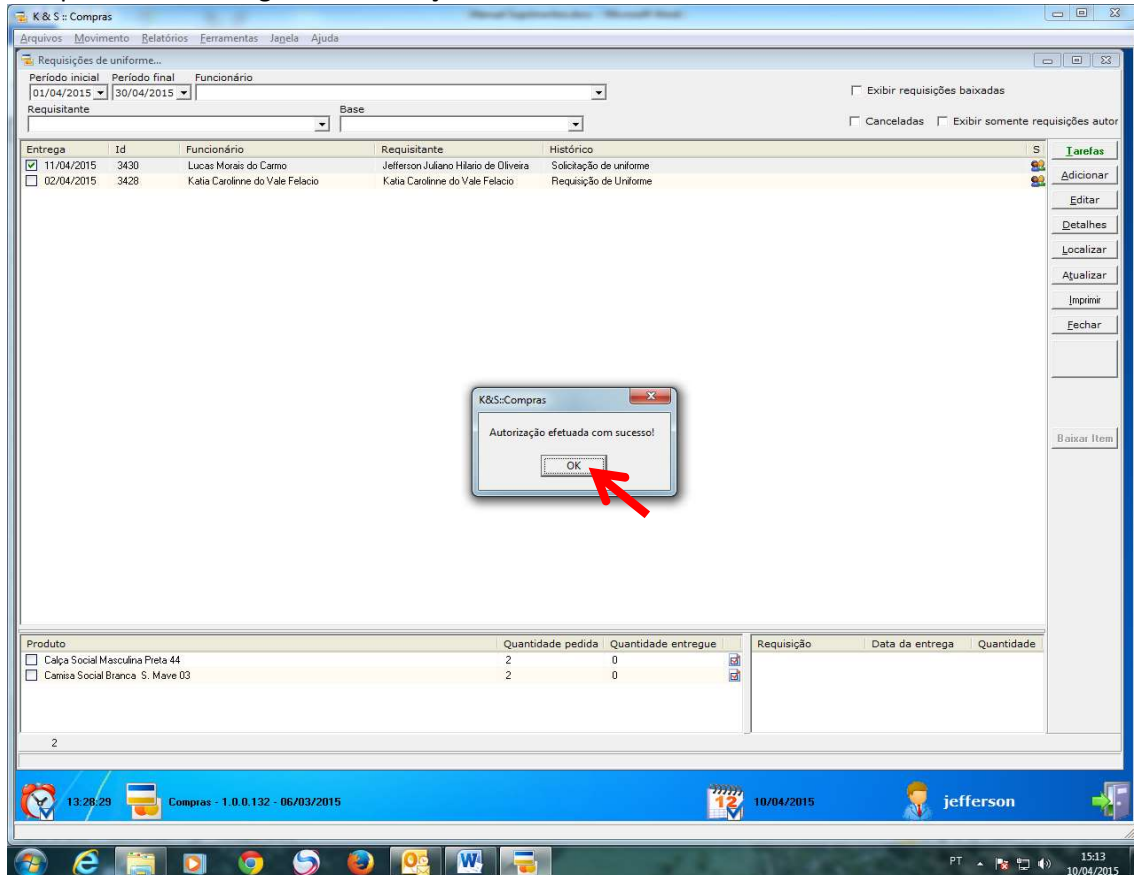 K & S :: Compras
Arquivos Movimento Relatórios Ferramentas Janela Ajuda
Requisições de uniforme...
Período inicial Período final Funcionário
01/04/2015 30/04/2015
Exibir requisições baixadas
Requisitante Base
Canceladas Exibir somente requisições autor
Entrega Id Funcionário Requisitante Histórico S
11/04/2015 3430 Lucas Morais do Carmo Jefferson Juliano Hilario de Oliveira Solicitação de uniforme
02/04/2015 3428 Katia Carolinne do Vale Felacio Katia Carolinne do Vale Felacio Requisição de Uniforme
Tarefas
Adicionar
Editar
Detalhes
Localizar
Atualizar
Imprimir
Fechar
K&S::Compras
Autorização efetuada com sucesso!
OK
Baixar Item
Produto Quantidade pedida Quantidade entregue Requisição Data da entrega Quantidade
Calça Social Masculina Preta 44 2 0
Camisa Social Branca S. Mave 03 2 0
2
13:28:29 Compras - 1.0.0.132 - 06/03/2015 12 10/04/2015 jefferson
PT 15:13
10/04/2015